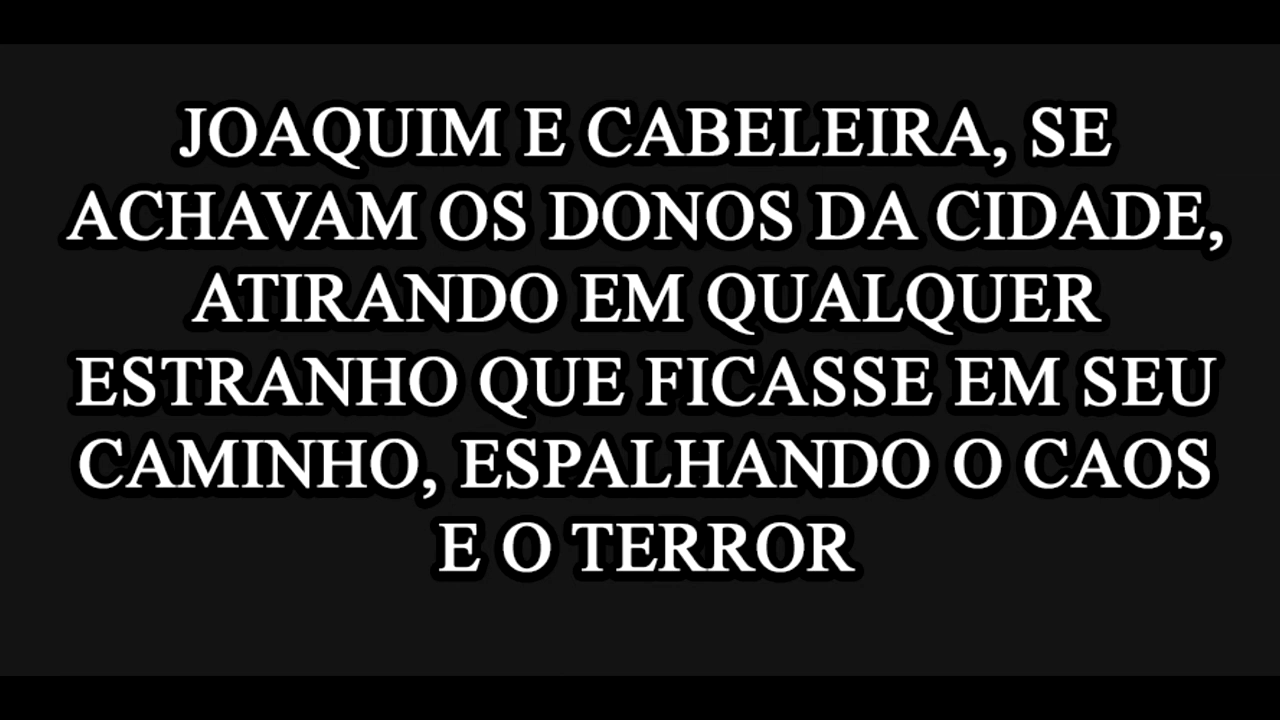 JOAQUIM E CABELEIRA, SE
ACHAVAM OS DONOS DA CIDADE,
ATIRANDO EM QUALQUER
ESTRANHO QUE FICASSE EM SEU
CAMINHO, ESPALHANDO O CAOS
E O TERROR